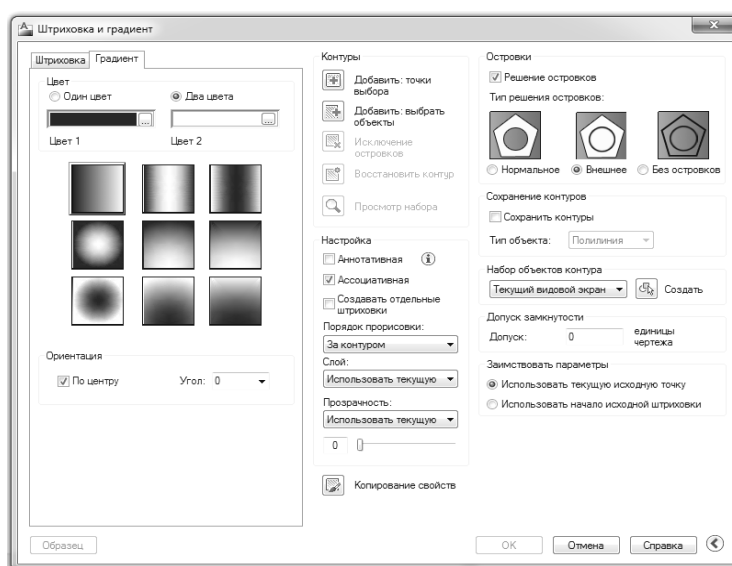 Штриховка и градиент
Штриховка Градиент
Цвет
Один цвет Два цвета
... ...
Цвет 1 Цвет 2
Ориентация
По центру Угол: 0
Контуры
Добавить: точки
выбора
Добавить: выбрать
объекты
Исключение
островков
Восстановить контур
Просмотр набора
Настройка
Аннотативная
Ассоциативная
Создавать отдельные
штриховки
Порядок прорисовки:
За контуром
Слой:
Использовать текущую
Прозрачность:
Использовать текущую
0
Копирование свойств
Островки
Решение островков
Тип решения островков:
Нормальное Внешнее Без островков
Сохранение контуров
Сохранить контуры
Тип объекта: Полилиния
Набор объектов контура
Текущий видовой экран Создать
Допуск замкнутости
Допуск: 0 единицы
чертежа
Заимствовать параметры
Использовать текущую исходную точку
Использовать начало исходной штриховки
Образец OK Отмена Справка